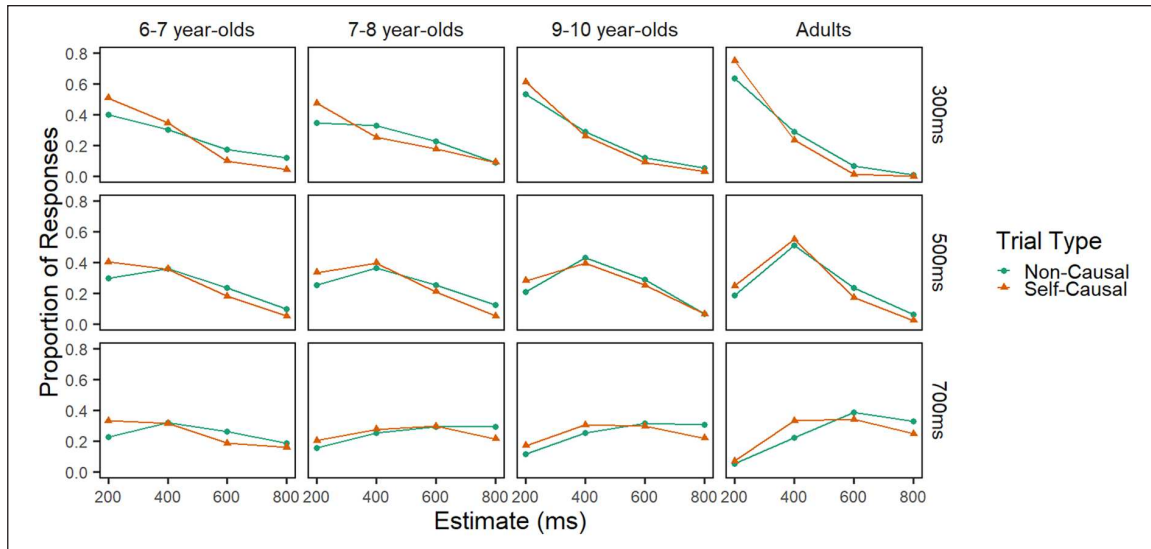 6-7 year-olds 7-8 year-olds 9-10 year-olds Adults
0.8
0.6
0.4
0.2
0.0
300ms
0.8
0.6
0.4
0.2
0.0
500ms
0.8
0.6
0.4
0.2
0.0
700ms
Proportion of Responses
200 400 600 800 200 400 600 800 200 400 600 800 200 400 600 800
Estimate (ms)
Trial Type
Non-Causal
Self-Causal